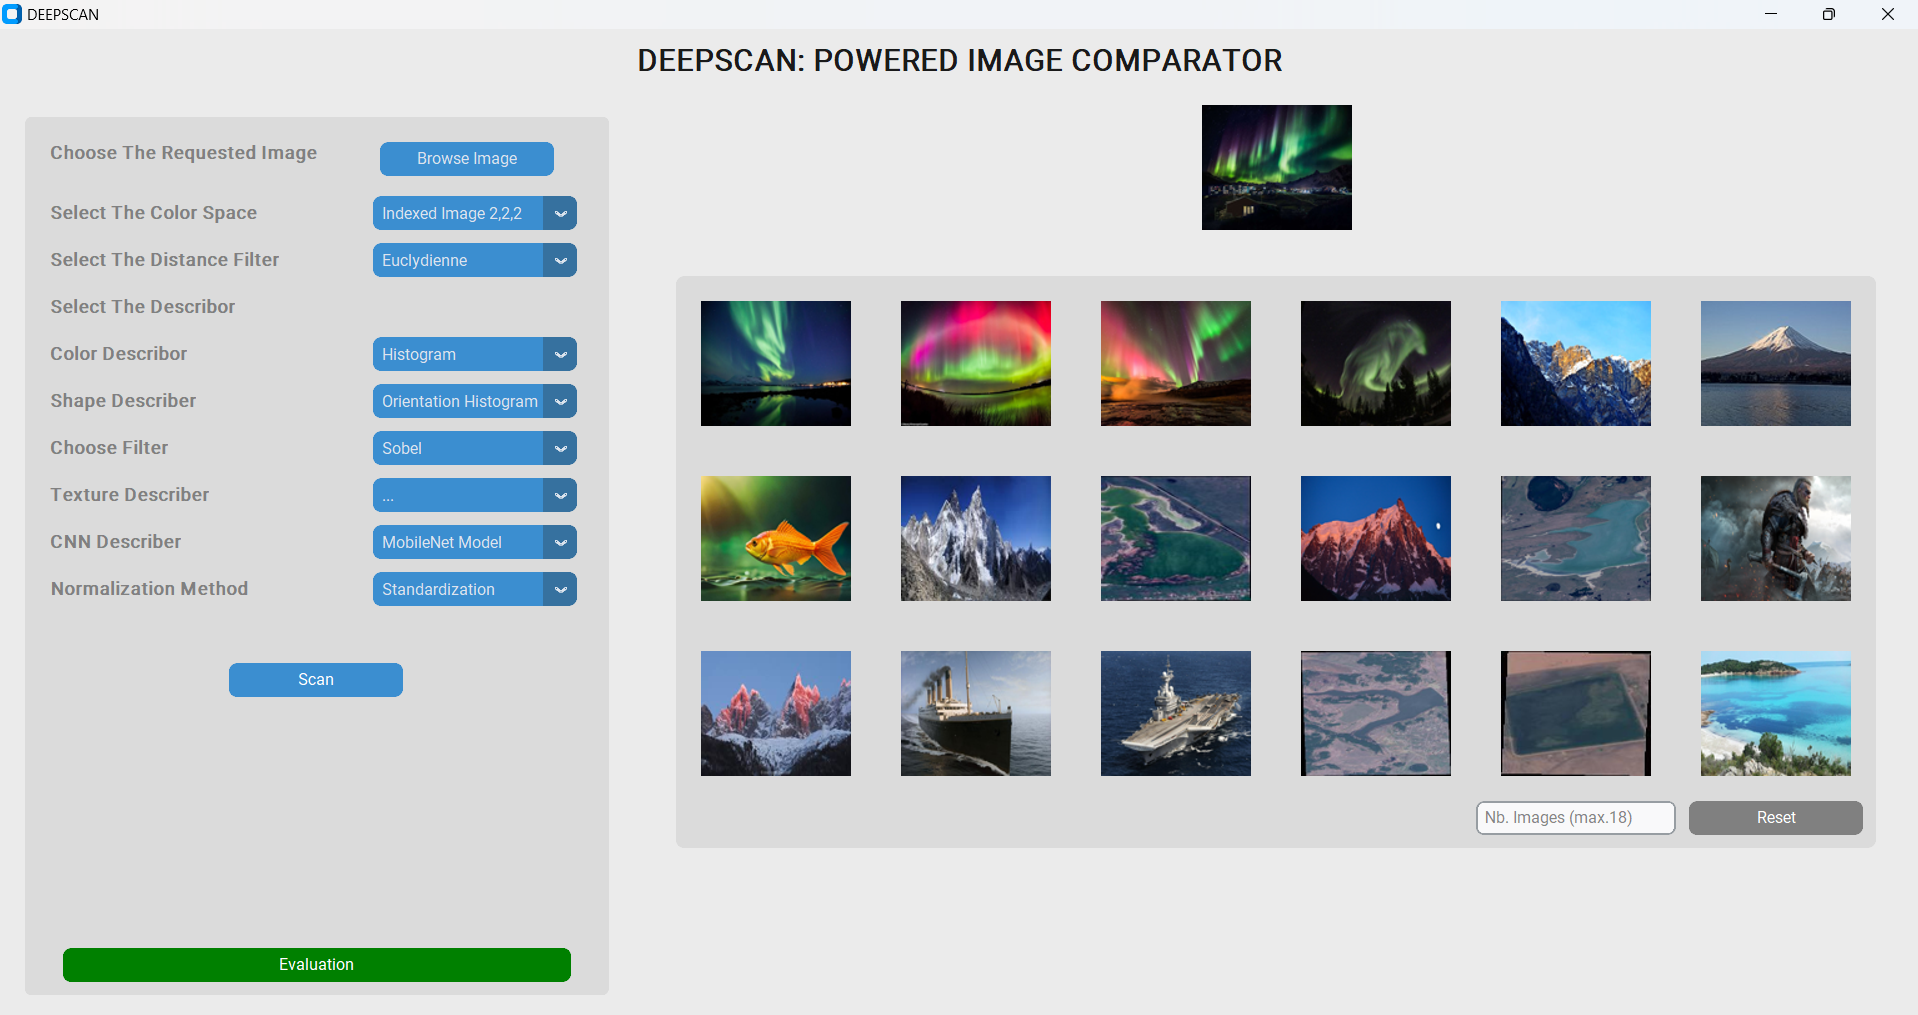 DEEPSCAN
DEEPSCAN: POWERED IMAGE COMPARATOR
Choose The Requested Image
Browse Image
Select The Color Space
Indexed Image 2,2,2
Select The Distance Filter
Euclydienne
Select The Describor
Color Describor
Histogram
Shape Describer
Orientation Histogram
Choose Filter
Sobel
Texture Describer
...
CNN Describer
MobileNet Model
Normalization Method
Standardization
Scan
Evaluation
Nb. Images (max.18)
Reset